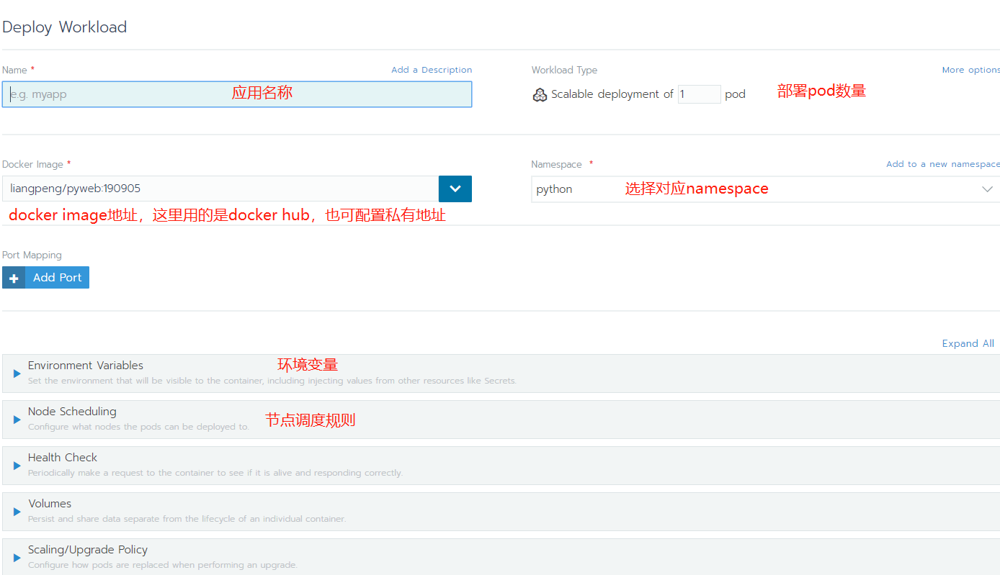 Deploy Workload
Name *
Add a Description
e.g. myapp
应用名称
Workload Type
More options
Scalable deployment of 1 pod
部署pod数量
Docker Image *
liangpeng/pyweb:190905
docker image地址，这里用的是docker hub，也可配置私有地址
Namespace *
Add to a new namespace
python
选择对应namespace
Port Mapping
+ Add Port
Expand All
Environment Variables
环境变量
Set the environment that will be visible to the container, including injecting values from other resources like Secrets.
Node Scheduling
Configure what nodes the pods can be deployed to.
节点调度规则
Health Check
Periodically make a request to the container to see if it is alive and responding correctly.
Volumes
Persist and share data separate from the lifecycle of an individual container.
Scaling/Upgrade Policy
Configure how pods are replaced when performing an upgrade.